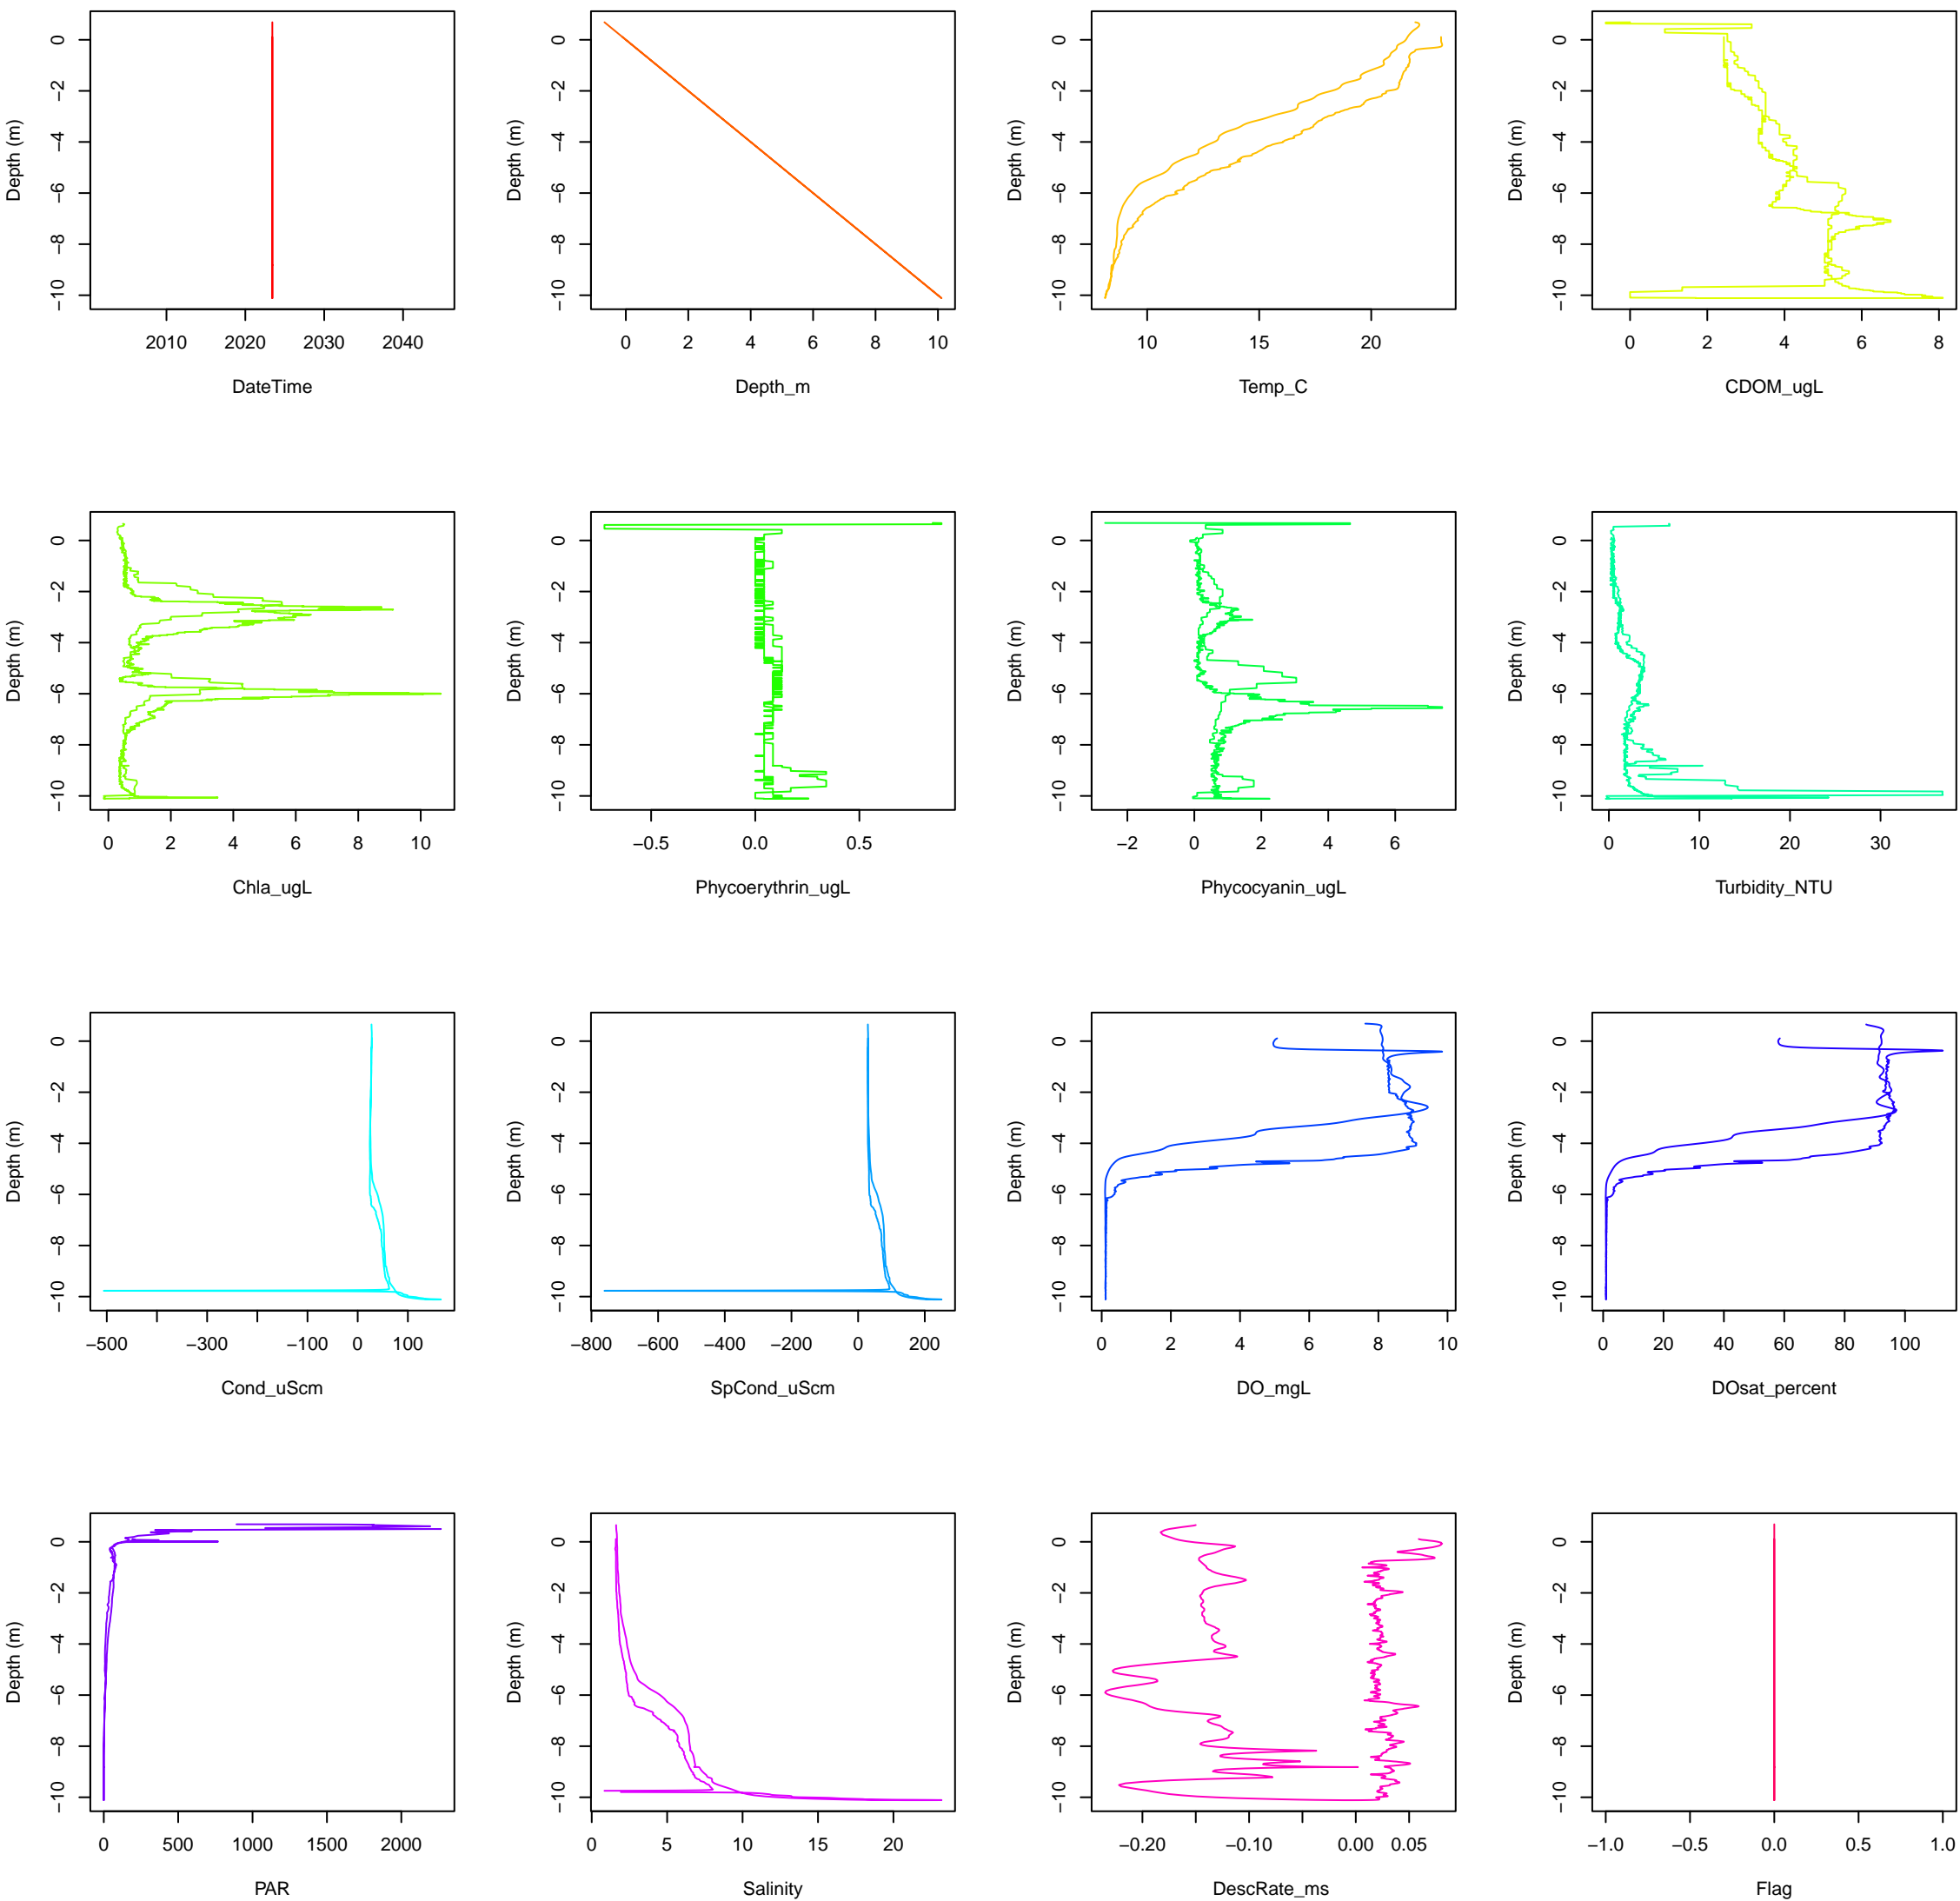 Depth (m)
0
−2
−4
−6
−8
−10
2010 2020 2030 2040
DateTime
Depth (m)
0
−2
−4
−6
−8
−10
0 2 4 6 8 10
Depth_m
Depth (m)
0
−2
−4
−6
−8
−10
10 15 20
Temp_C
Depth (m)
0
−2
−4
−6
−8
−10
0 2 4 6 8
CDOM_ugL
Depth (m)
0
−2
−4
−6
−8
−10
0 2 4 6 8 10
Chla_ugL
Depth (m)
0
−2
−4
−6
−8
−10
−0.5 0.0 0.5
Phycoerythrin_ugL
Depth (m)
0
−2
−4
−6
−8
−10
−2 0 2 4 6
Phycocyanin_ugL
Depth (m)
0
−2
−4
−6
−8
−10
0 10 20 30
Turbidity_NTU
Depth (m)
0
−2
−4
−6
−8
−10
−500 −300 −100 0 100
Cond_uScm
Depth (m)
0
−2
−4
−6
−8
−10
−800 −600 −400 −200 0 200
SpCond_uScm
Depth (m)
0
−2
−4
−6
−8
−10
0 2 4 6 8 10
DO_mgL
Depth (m)
0
−2
−4
−6
−8
−10
0 20 40 60 80 100
DOsat_percent
Depth (m)
0
−2
−4
−6
−8
−10
0 500 1000 1500 2000
PAR
Depth (m)
0
−2
−4
−6
−8
−10
0 5 10 15 20
Salinity
Depth (m)
0
−2
−4
−6
−8
−10
−0.20 −0.10 0.00 0.05
DescRate_ms
Depth (m)
0
−2
−4
−6
−8
−10
−1.0 −0.5 0.0 0.5 1.0
Flag